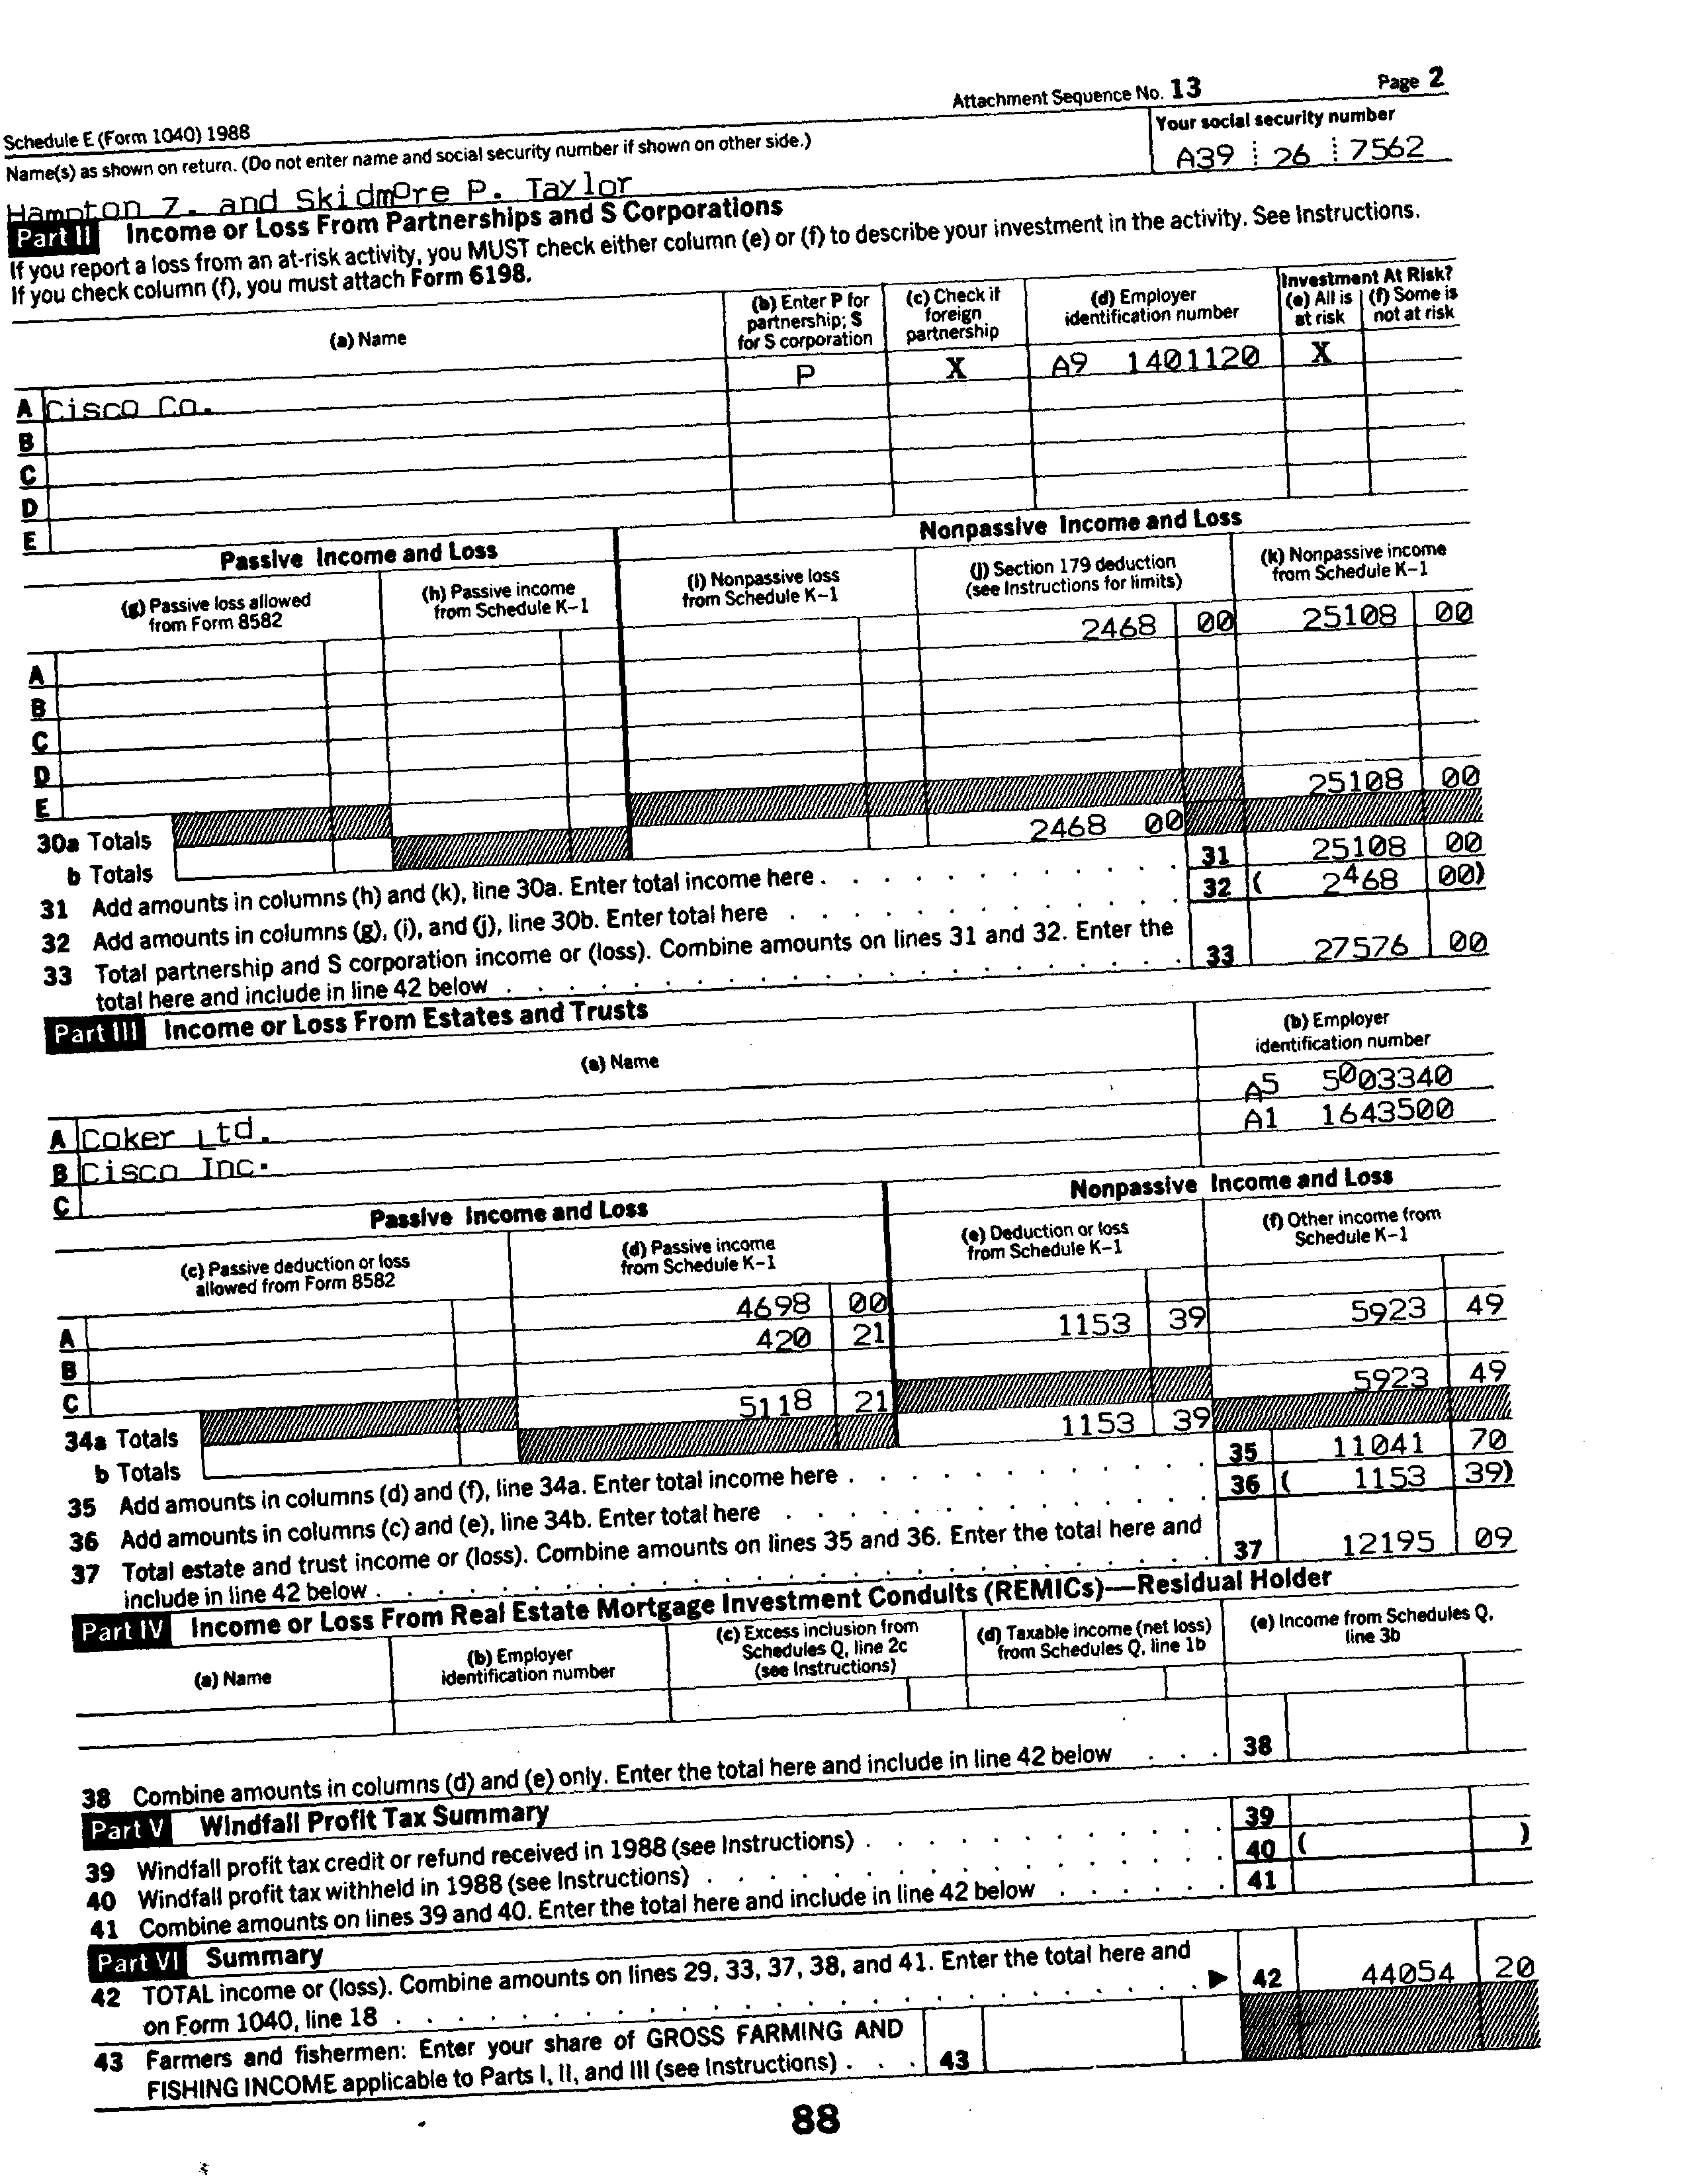 Attachment Sequence No. 13 Page 2
Schedule E (Form 1040) 1988
Name(s) as shown on return. (Do not enter name and social security number if shown on other side.)
Your social security number
Hampton Z. and Skidmore P. Taylor
A39 26 7562
Part II Income or Loss From Partnerships and S Corporations
If you report a loss from an at-risk activity, you MUST check either column (e) or (f) to describe your investment in the activity. See Instructions.
If you check column (f), you must attach Form 6198.
(a) Name
(b) Enter P for partnership; S for S corporation
(c) Check if foreign partnership
(d) Employer identification number
Investment At Risk?
(e) All is at risk
(f) Some is not at risk
A Cisco Co. P X A9 1401120 X
B
C
D
E
Passive Income and Loss
Nonpassive Income and Loss
(g) Passive loss allowed from Form 8582
(h) Passive income from Schedule K–1
(i) Nonpassive loss from Schedule K–1
(j) Section 179 deduction (see Instructions for limits)
(k) Nonpassive income from Schedule K–1
A 2468 00 25108 00
B
C
D
E
30a Totals 25108 00
b Totals 2468 00
31 Add amounts in columns (h) and (k), line 30a. Enter total income here . 31 25108 00
32 Add amounts in columns (g), (i), and (j), line 30b. Enter total here . 32 ( 2468 00)
33 Total partnership and S corporation income or (loss). Combine amounts on lines 31 and 32. Enter the
total here and include in line 42 below . 33 27576 00
Part III Income or Loss From Estates and Trusts
(a) Name
(b) Employer identification number
A Coker Ltd. A5 5003340
B Cisco Inc. A1 1643500
C
Passive Income and Loss
Nonpassive Income and Loss
(c) Passive deduction or loss allowed from Form 8582
(d) Passive income from Schedule K–1
(e) Deduction or loss from Schedule K–1
(f) Other income from Schedule K–1
A 4698 00 1153 39 5923 49
B 420 21
C
34a Totals 5118 21 5923 49
b Totals 1153 39
35 Add amounts in columns (d) and (f), line 34a. Enter total income here . 35 11041 70
36 Add amounts in columns (c) and (e), line 34b. Enter total here . 36 ( 1153 39)
37 Total estate and trust income or (loss). Combine amounts on lines 35 and 36. Enter the total here and
include in line 42 below . 37 12195 09
Part IV Income or Loss From Real Estate Mortgage Investment Conduits (REMICs)—Residual Holder
(a) Name
(b) Employer identification number
(c) Excess inclusion from Schedules Q, line 2c (see Instructions)
(d) Taxable income (net loss) from Schedules Q, line 1b
(e) Income from Schedules Q, line 3b
38 Combine amounts in columns (d) and (e) only. Enter the total here and include in line 42 below . . . 38
Part V Windfall Profit Tax Summary
39 Windfall profit tax credit or refund received in 1988 (see Instructions) . 39
40 Windfall profit tax withheld in 1988 (see Instructions) . 40 ( )
41 Combine amounts on lines 39 and 40. Enter the total here and include in line 42 below . 41
Part VI Summary
42 TOTAL income or (loss). Combine amounts on lines 29, 33, 37, 38, and 41. Enter the total here and
on Form 1040, line 18 . ▶ 42 44054 20
43 Farmers and fishermen: Enter your share of GROSS FARMING AND
FISHING INCOME applicable to Parts I, II, and III (see Instructions) . . . 43
88